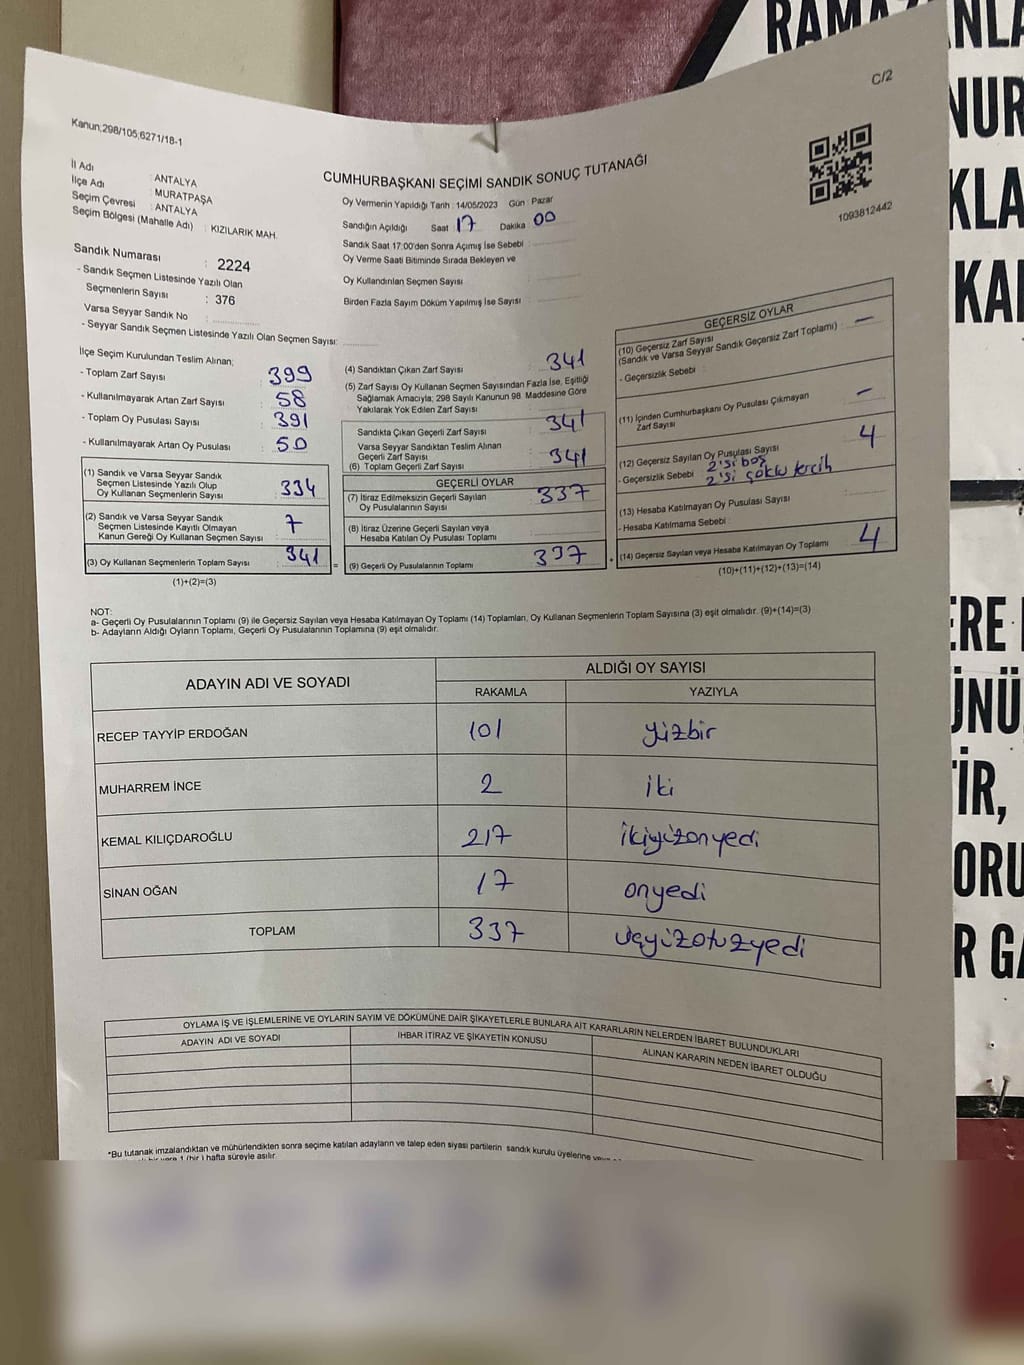 RAMAZANLA
NUR
KLA
KAI
ERE
ÜNÜ
İR,
ORU
R GA
C/2
Kanun;298/105;6271/18-1
1093812442
CUMHURBAŞKANI SEÇİMİ SANDIK SONUÇ TUTANAĞI
İl Adı : ANTALYA
İlçe Adı : MURATPAŞA
Seçim Çevresi : ANTALYA
Seçim Bölgesi (Mahalle Adı) : KIZILARIK MAH.
Sandık Numarası : 2224
- Sandık Seçmen Listesinde Yazılı Olan
Seçmenlerin Sayısı : 376
Varsa Seyyar Sandık No :
- Seyyar Sandık Seçmen Listesinde Yazılı Olan Seçmen Sayısı:
Oy Vermenin Yapıldığı Tarih : 14/05/2023 Gün : Pazar
Sandığın Açıldığı Saat 17 Dakika 00
Sandık Saat 17:00'den Sonra Açımış İse Sebebi :
Oy Verme Saati Bitiminde Sırada Bekleyen ve
Oy Kullandırılan Seçmen Sayısı :
Birden Fazla Sayım Döküm Yapılmış İse Sayısı :
İlçe Seçim Kurulundan Teslim Alınan;
- Toplam Zarf Sayısı : 399
- Kullanılmayarak Artan Zarf Sayısı : 58
- Toplam Oy Pusulası Sayısı : 391
- Kullanılmayarak Artan Oy Pusulası : 50
(1) Sandık ve Varsa Seyyar Sandık
Seçmen Listesinde Yazılı Olup
Oy Kullanan Seçmenlerin Sayısı : 334
(2) Sandık ve Varsa Seyyar Sandık
Seçmen Listesinde Kayıtlı Olmayan
Kanun Gereği Oy Kullanan Seçmen Sayısı : 7
(3) Oy Kullanan Seçmenlerin Toplam Sayısı : 341
(1)+(2)=(3)
(4) Sandıktan Çıkan Zarf Sayısı : 341
(5) Zarf Sayısı Oy Kullanan Seçmen Sayısından Fazla İse, Eşitliği
Sağlamak Amacıyla; 298 Sayılı Kanunun 98 Maddesine Göre
Yakılarak Yok Edilen Zarf Sayısı :
Sandıkta Çıkan Geçerli Zarf Sayısı : 341
Varsa Seyyar Sandıktan Teslim Alınan
Geçerli Zarf Sayısı :
(6) Toplam Geçerli Zarf Sayısı : 341
GEÇERLİ OYLAR
(7) İtiraz Edilmeksizin Geçerli Sayılan
Oy Pusulalarının Sayısı : 337
(8) İtiraz Üzerine Geçerli Sayılan veya
Hesaba Katılan Oy Pusulası Toplamı :
= (9) Geçerli Oy Pusulalarının Toplamı : 337
GEÇERSİZ OYLAR
(10) Geçersiz Zarf Sayısı
(Sandık ve Varsa Seyyar Sandık Geçersiz Zarf Toplamı) : —
- Geçersizlik Sebebi :
(11) İçinden Cumhurbaşkanı Oy Pusulası Çıkmayan
Zarf Sayısı : —
(12) Geçersiz Sayılan Oy Pusulası Sayısı : 4
- Geçersizlik Sebebi : 2'si boş
2'si çoklu tercih
(13) Hesaba Katılmayan Oy Pusulası Sayısı :
- Hesaba Katılmama Sebebi :
+ (14) Geçersiz Sayılan veya Hesaba Katılmayan Oy Toplamı : 4
(10)+(11)+(12)+(13)=(14)
NOT:
a- Geçerli Oy Pusulalarının Toplamı (9) ile Geçersiz Sayılan veya Hesaba Katılmayan Oy Toplamı (14) Toplamları, Oy Kullanan Seçmenlerin Toplam Sayısına (3) eşit olmalıdır. (9)+(14)=(3)
b- Adayların Aldığı Oyların Toplamı, Geçerli Oy Pusulalarının Toplamına (9) eşit olmalıdır.
ADAYIN ADI VE SOYADI ALDIĞI OY SAYISI
RAKAMLA YAZIYLA
RECEP TAYYİP ERDOĞAN 101 yüzbir
MUHARREM İNCE 2 iki
KEMAL KILIÇDAROĞLU 217 ikiyüzonyedi
SİNAN OĞAN 17 onyedi
TOPLAM 337 üçyüzotuzyedi
OYLAMA İŞ VE İŞLEMLERİNE VE OYLARIN SAYIM VE DÖKÜMÜNE DAİR ŞİKAYETLERLE BUNLARA AİT KARARLARIN NELERDEN İBARET BULUNDUKLARI
ADAYIN ADI VE SOYADI İHBAR İTİRAZ VE ŞİKAYETİN KONUSU ALINAN KARARIN NEDEN İBARET OLDUĞU
*Bu tutanak imzalandıktan ve mühürlendikten sonra seçime katılan adayların ve talep eden siyasi partilerin sandık kurulu üyelerine
(bir) hafta süreyle asılır.